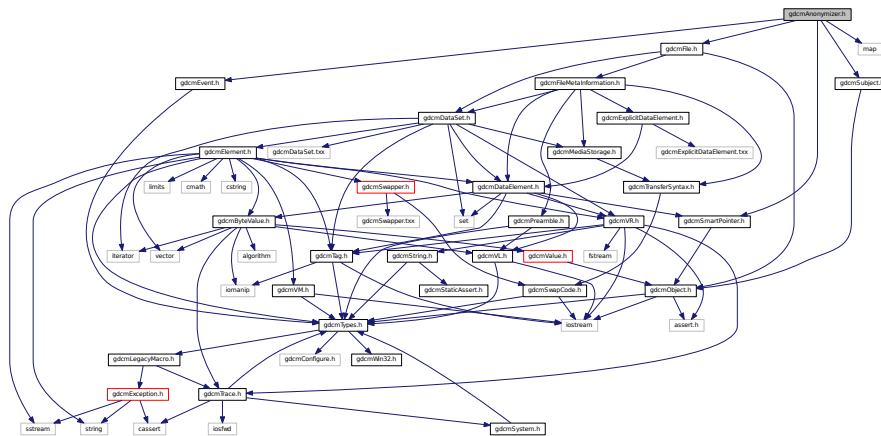 gdcmAnonymizer.h
gdcmFile.h
map
gdcmEvent.h
gdcmFileMetaInformation.h
gdcmSubject.h
gdcmDataSet.h
gdcmExplicitDataElement.h
gdcmElement.h
gdcmDataSet.txx
gdcmMediaStorage.h
gdcmExplicitDataElement.txx
limits
cmath
cstring
gdcmSwapper.h
gdcmDataElement.h
gdcmTransferSyntax.h
gdcmByteValue.h
gdcmSwapper.txx
set
gdcmPreamble.h
gdcmVR.h
gdcmSmartPointer.h
iterator
vector
algorithm
gdcmTag.h
gdcmString.h
gdcmVL.h
gdcmValue.h
fstream
iomanip
gdcmVM.h
gdcmStaticAssert.h
gdcmSwapCode.h
gdcmObject.h
gdcmTypes.h
iostream
assert.h
gdcmLegacyMacro.h
gdcmConfigure.h
gdcmWin32.h
gdcmException.h
gdcmTrace.h
sstream
string
cassert
iosfwd
gdcmSystem.h